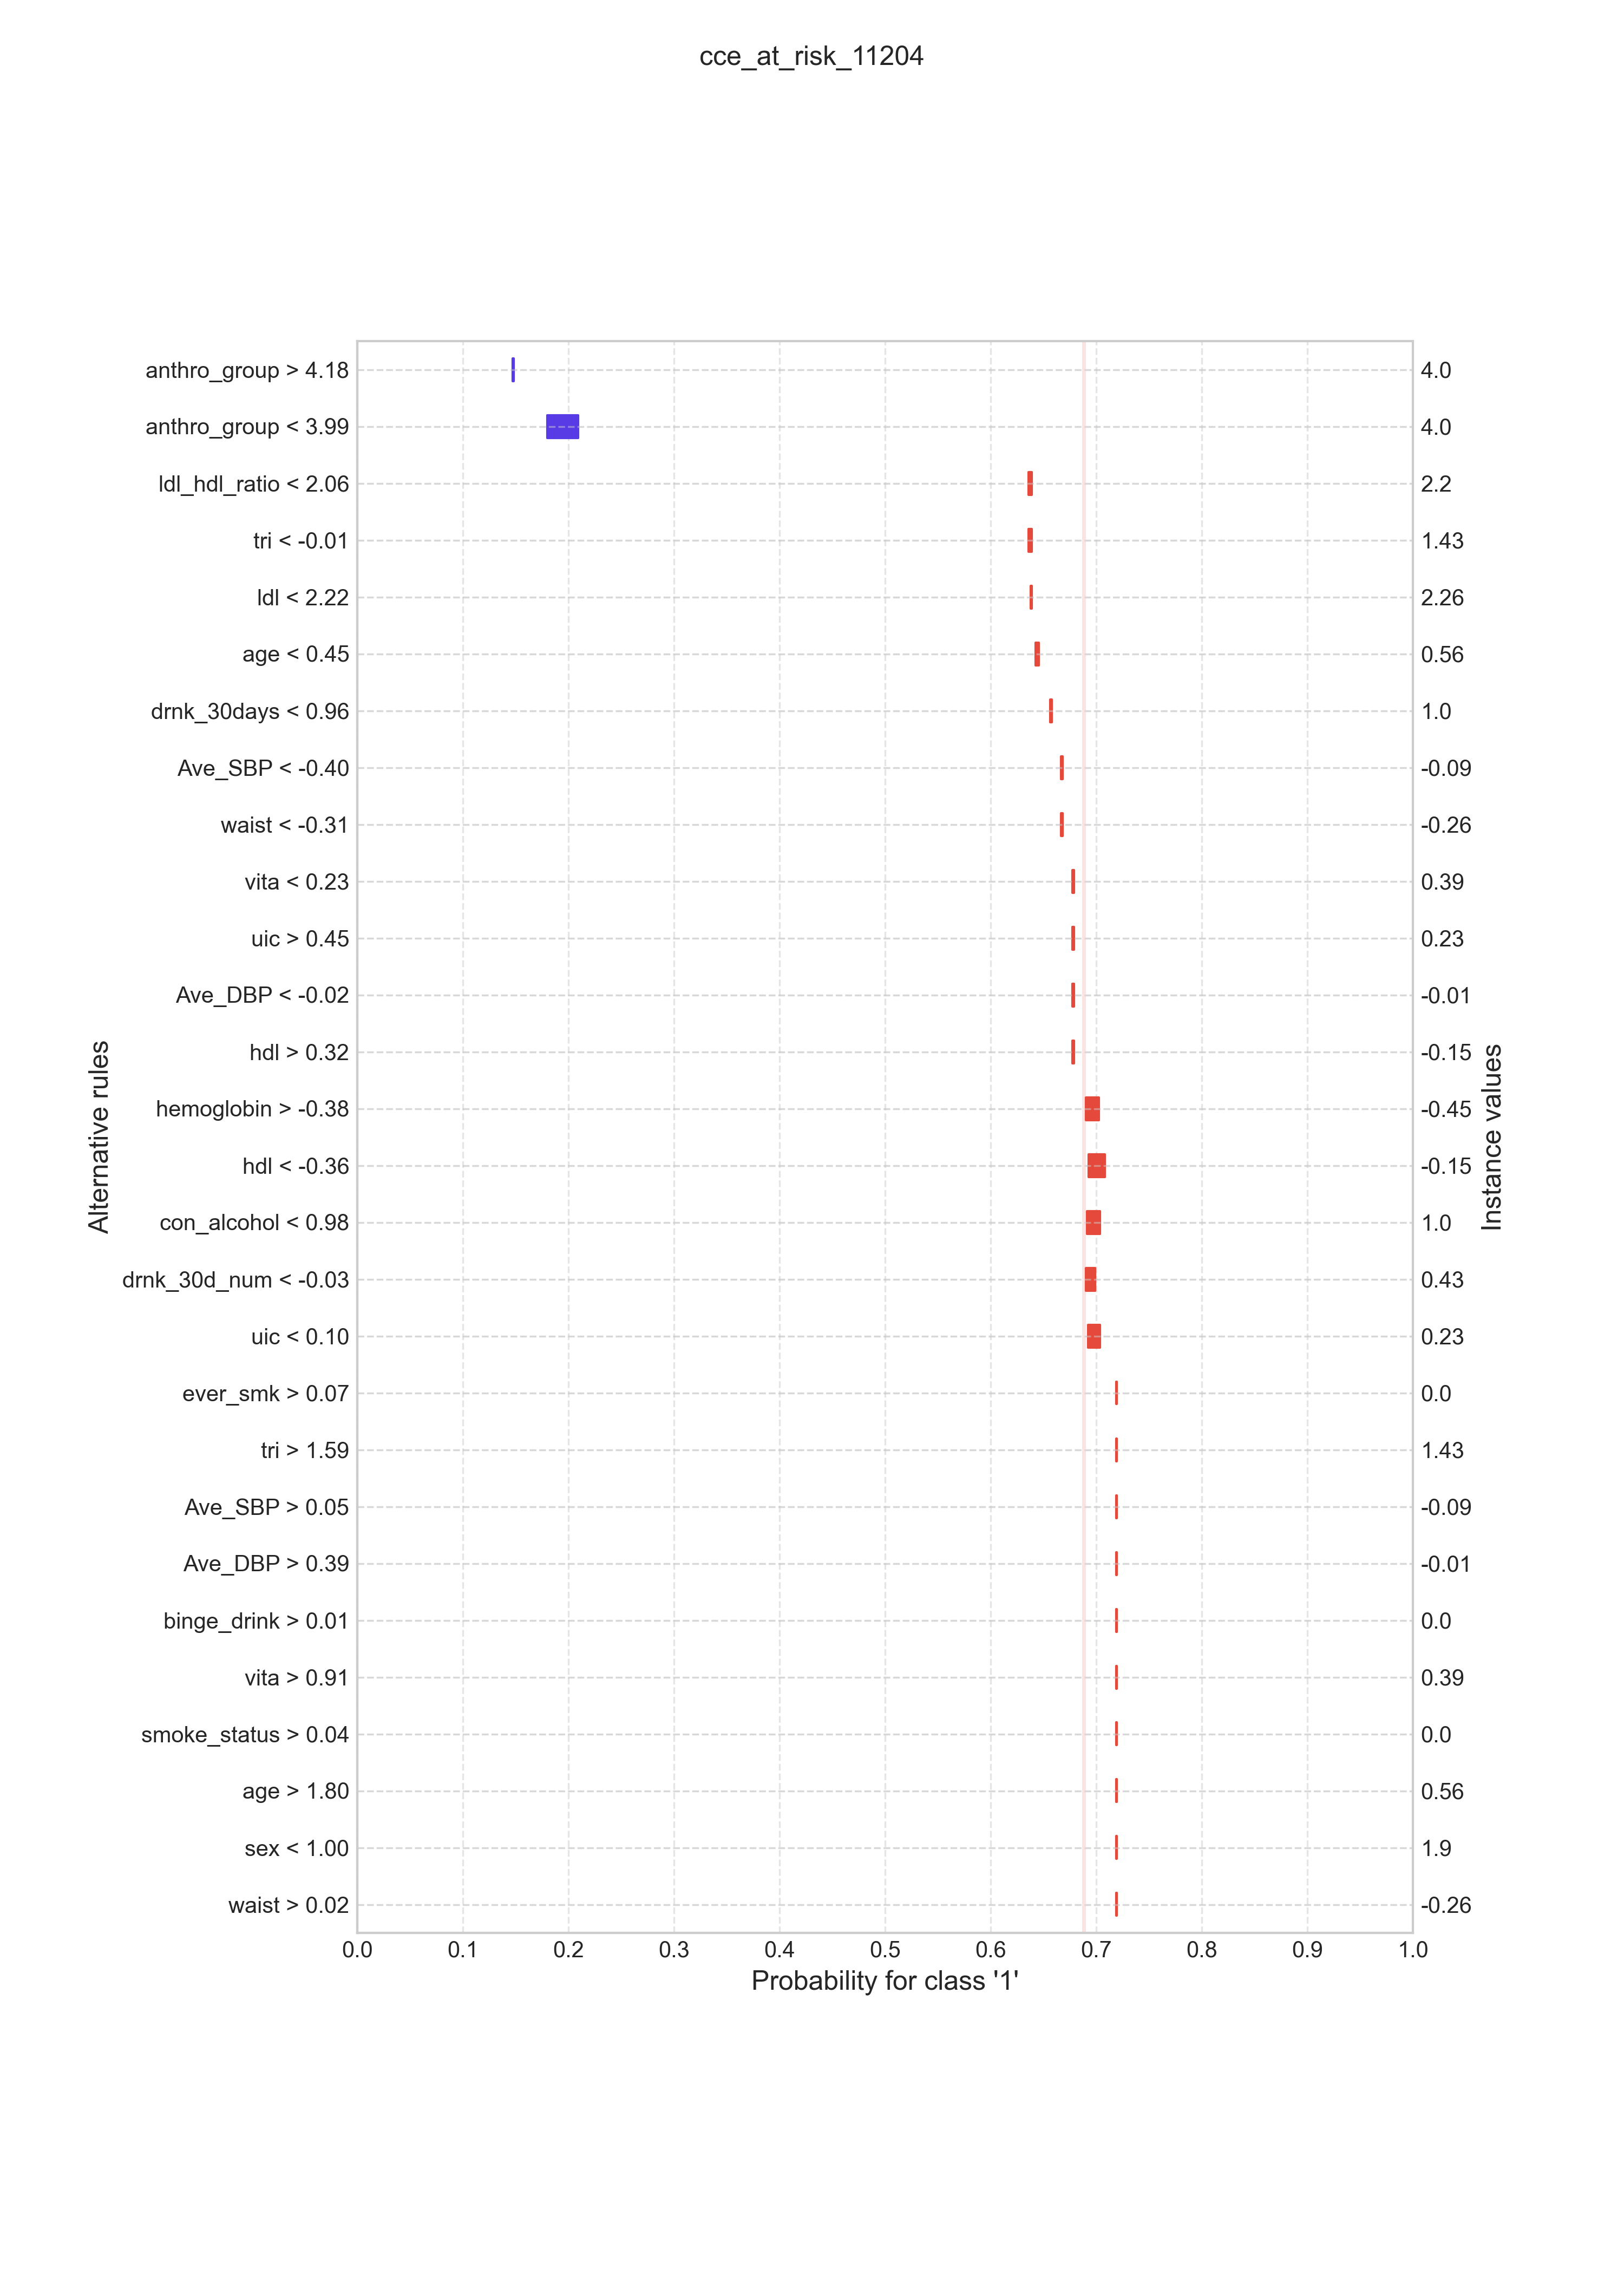 cce_at_risk_11204
anthro_group > 4.18 4.0
anthro_group < 3.99 4.0
ldl_hdl_ratio < 2.06 2.2
tri < -0.01 1.43
ldl < 2.22 2.26
age < 0.45 0.56
drnk_30days < 0.96 1.0
Ave_SBP < -0.40 -0.09
waist < -0.31 -0.26
vita < 0.23 0.39
uic > 0.45 0.23
Ave_DBP < -0.02 -0.01
hdl > 0.32 -0.15
hemoglobin > -0.38 -0.45
hdl < -0.36 -0.15
con_alcohol < 0.98 1.0
drnk_30d_num < -0.03 0.43
uic < 0.10 0.23
ever_smk > 0.07 0.0
tri > 1.59 1.43
Ave_SBP > 0.05 -0.09
Ave_DBP > 0.39 -0.01
binge_drink > 0.01 0.0
vita > 0.91 0.39
smoke_status > 0.04 0.0
age > 1.80 0.56
sex < 1.00 1.9
waist > 0.02 -0.26
Alternative rules
Instance values
0.0 0.1 0.2 0.3 0.4 0.5 0.6 0.7 0.8 0.9 1.0
Probability for class '1'